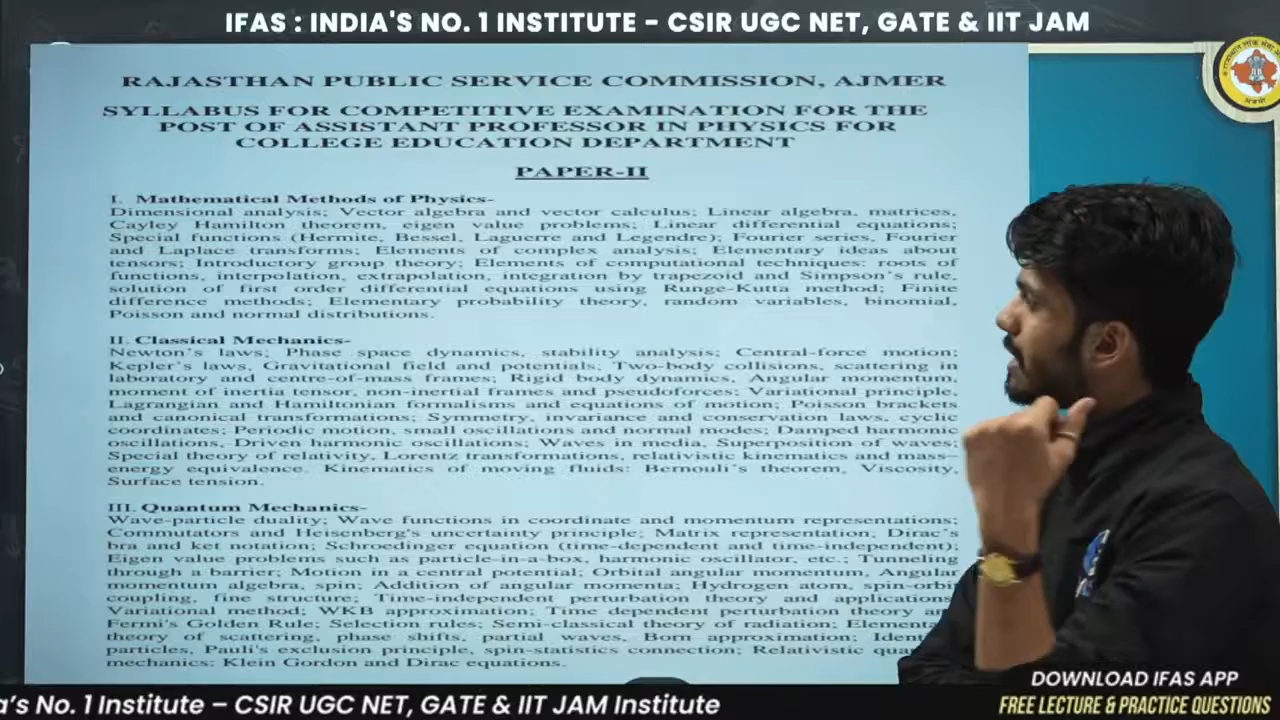 IFAS : INDIA'S NO. 1 INSTITUTE - CSIR UGC NET, GATE & IIT JAM
RAJASTHAN PUBLIC SERVICE COMMISSION, AJMER
SYLLABUS FOR COMPETITIVE EXAMINATION FOR THE
POST OF ASSISTANT PROFESSOR IN PHYSICS FOR
COLLEGE EDUCATION DEPARTMENT
PAPER-II
I. Mathematical Methods of Physics-
Dimensional analysis; Vector algebra and vector calculus; Linear algebra, matrices,
Cayley Hamilton theorem, eigen value problems; Linear differential equations;
Special functions (Hermite, Bessel, Laguerre and Legendre); Fourier series, Fourier
and Laplace transforms; Elements of complex analysis; Elementary ideas about
tensors; Introductory group theory; Elements of computational techniques: roots of
functions, interpolation, extrapolation, integration by trapezoid and Simpson's rule,
solution of first order differential equations using Runge-Kutta method; Finite
difference methods; Elementary probability theory, random variables, binomial,
Poisson and normal distributions.
II. Classical Mechanics-
Newton's laws; Phase space dynamics, stability analysis; Central-force motion;
Kepler's laws, Gravitational field and potentials; Two-body collisions, scattering in
laboratory and centre-of-mass frames; Rigid body dynamics, Angular momentum,
moment of inertia tensor, non-inertial frames and pseudoforces; Variational principle,
Lagrangian and Hamiltonian formalisms and equations of motion; Poisson brackets
and canonical transformations; Symmetry, invariance and conservation laws, cyclic
coordinates; Periodic motion, small oscillations and normal modes; Damped harmonic
oscillations, Driven harmonic oscillations; Waves in media, Superposition of waves;
Special theory of relativity, Lorentz transformations, relativistic kinematics and mass–
energy equivalence. Kinematics of moving fluids: Bernouli's theorem, Viscosity,
Surface tension.
III. Quantum Mechanics-
Wave-particle duality; Wave functions in coordinate and momentum representations;
Commutators and Heisenberg's uncertainty principle; Matrix representation; Dirac's
bra and ket notation; Schroedinger equation (time-dependent and time-independent);
Eigen value problems such as particle-in-a-box, harmonic oscillator, etc.; Tunneling
through a barrier; Motion in a central potential; Orbital angular momentum, Angular
momentum algebra, spin; Addition of angular momenta; Hydrogen atom, spin-orbit
coupling, fine structure; Time-independent perturbation theory and applications
Variational method; WKB approximation; Time dependent perturbation theory an
Fermi's Golden Rule; Selection rules; Semi-classical theory of radiation; Elementa
theory of scattering, phase shifts, partial waves, Born approximation; Ident
particles, Pauli's exclusion principle, spin-statistics connection; Relativistic quan
mechanics: Klein Gordon and Dirac equations.
DOWNLOAD IFAS APP
FREE LECTURE & PRACTICE QUESTIONS
a's No. 1 Institute – CSIR UGC NET, GATE & IIT JAM Institute